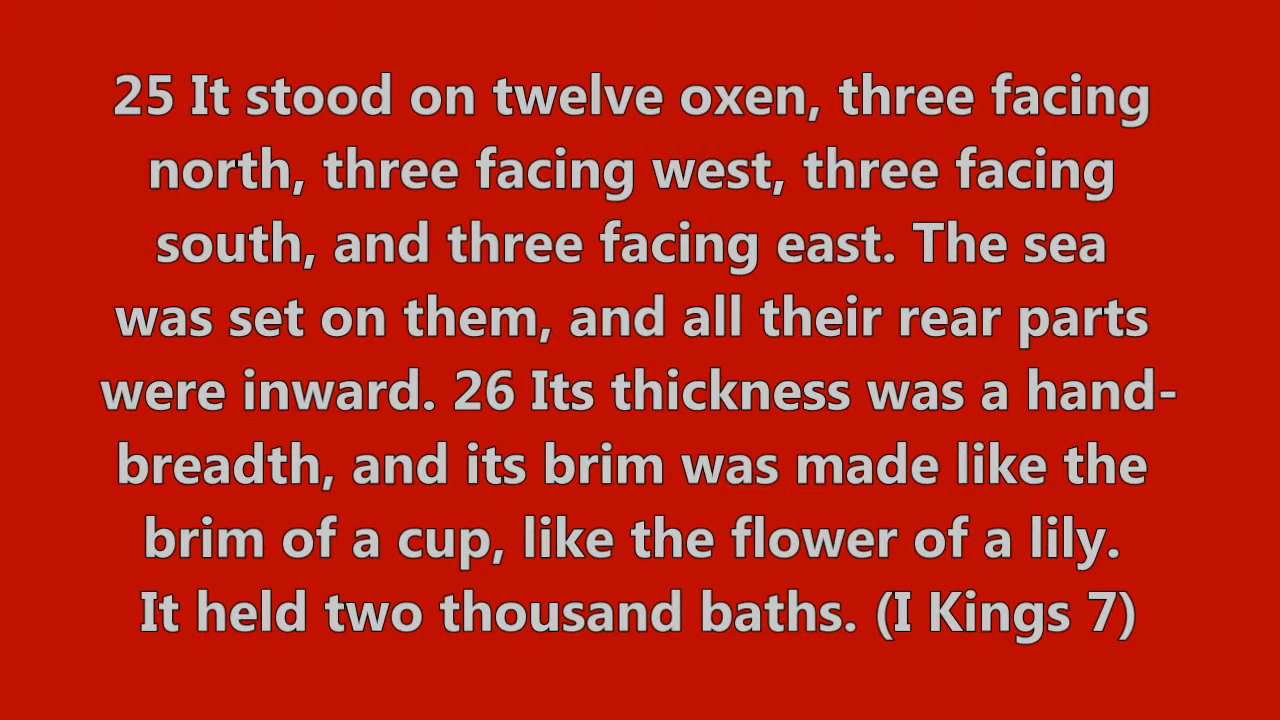 25 It stood on twelve oxen, three facing
north, three facing west, three facing
south, and three facing east. The sea
was set on them, and all their rear parts
were inward. 26 Its thickness was a hand-
breadth, and its brim was made like the
brim of a cup, like the flower of a lily.
It held two thousand baths. (I Kings 7)